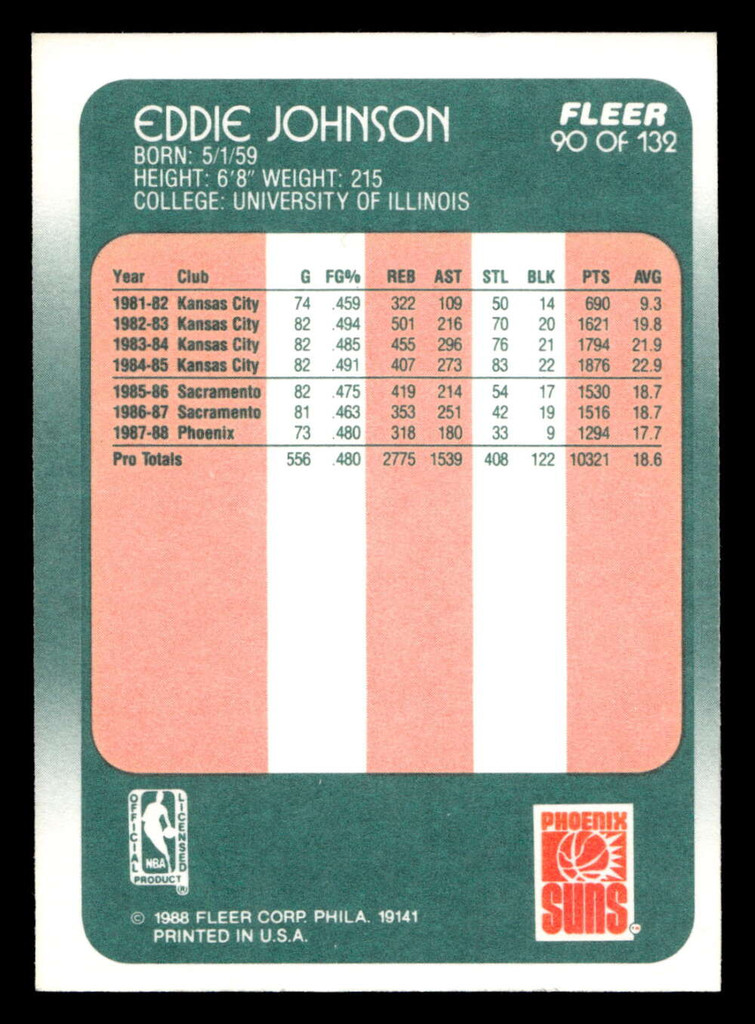 EDDIE JOHNSON
FLEER
90 OF 132
BORN: 5/1/59
HEIGHT: 6'8" WEIGHT: 215
COLLEGE: UNIVERSITY OF ILLINOIS
Year Club G FG% REB AST STL BLK PTS AVG
1981-82 Kansas City 74 .459 322 109 50 14 690 9.3
1982-83 Kansas City 82 .494 501 216 70 20 1621 19.8
1983-84 Kansas City 82 .485 455 296 76 21 1794 21.9
1984-85 Kansas City 82 .491 407 273 83 22 1876 22.9
1985-86 Sacramento 82 .475 419 214 54 17 1530 18.7
1986-87 Sacramento 81 .463 353 251 42 19 1516 18.7
1987-88 Phoenix 73 .480 318 180 33 9 1294 17.7
Pro Totals 556 .480 2775 1539 408 122 10321 18.6
OFFICIAL LICENSED
NBA
PRODUCT ®
PHOENIX
SUNS
TM
© 1988 FLEER CORP. PHILA. 19141
PRINTED IN U.S.A.